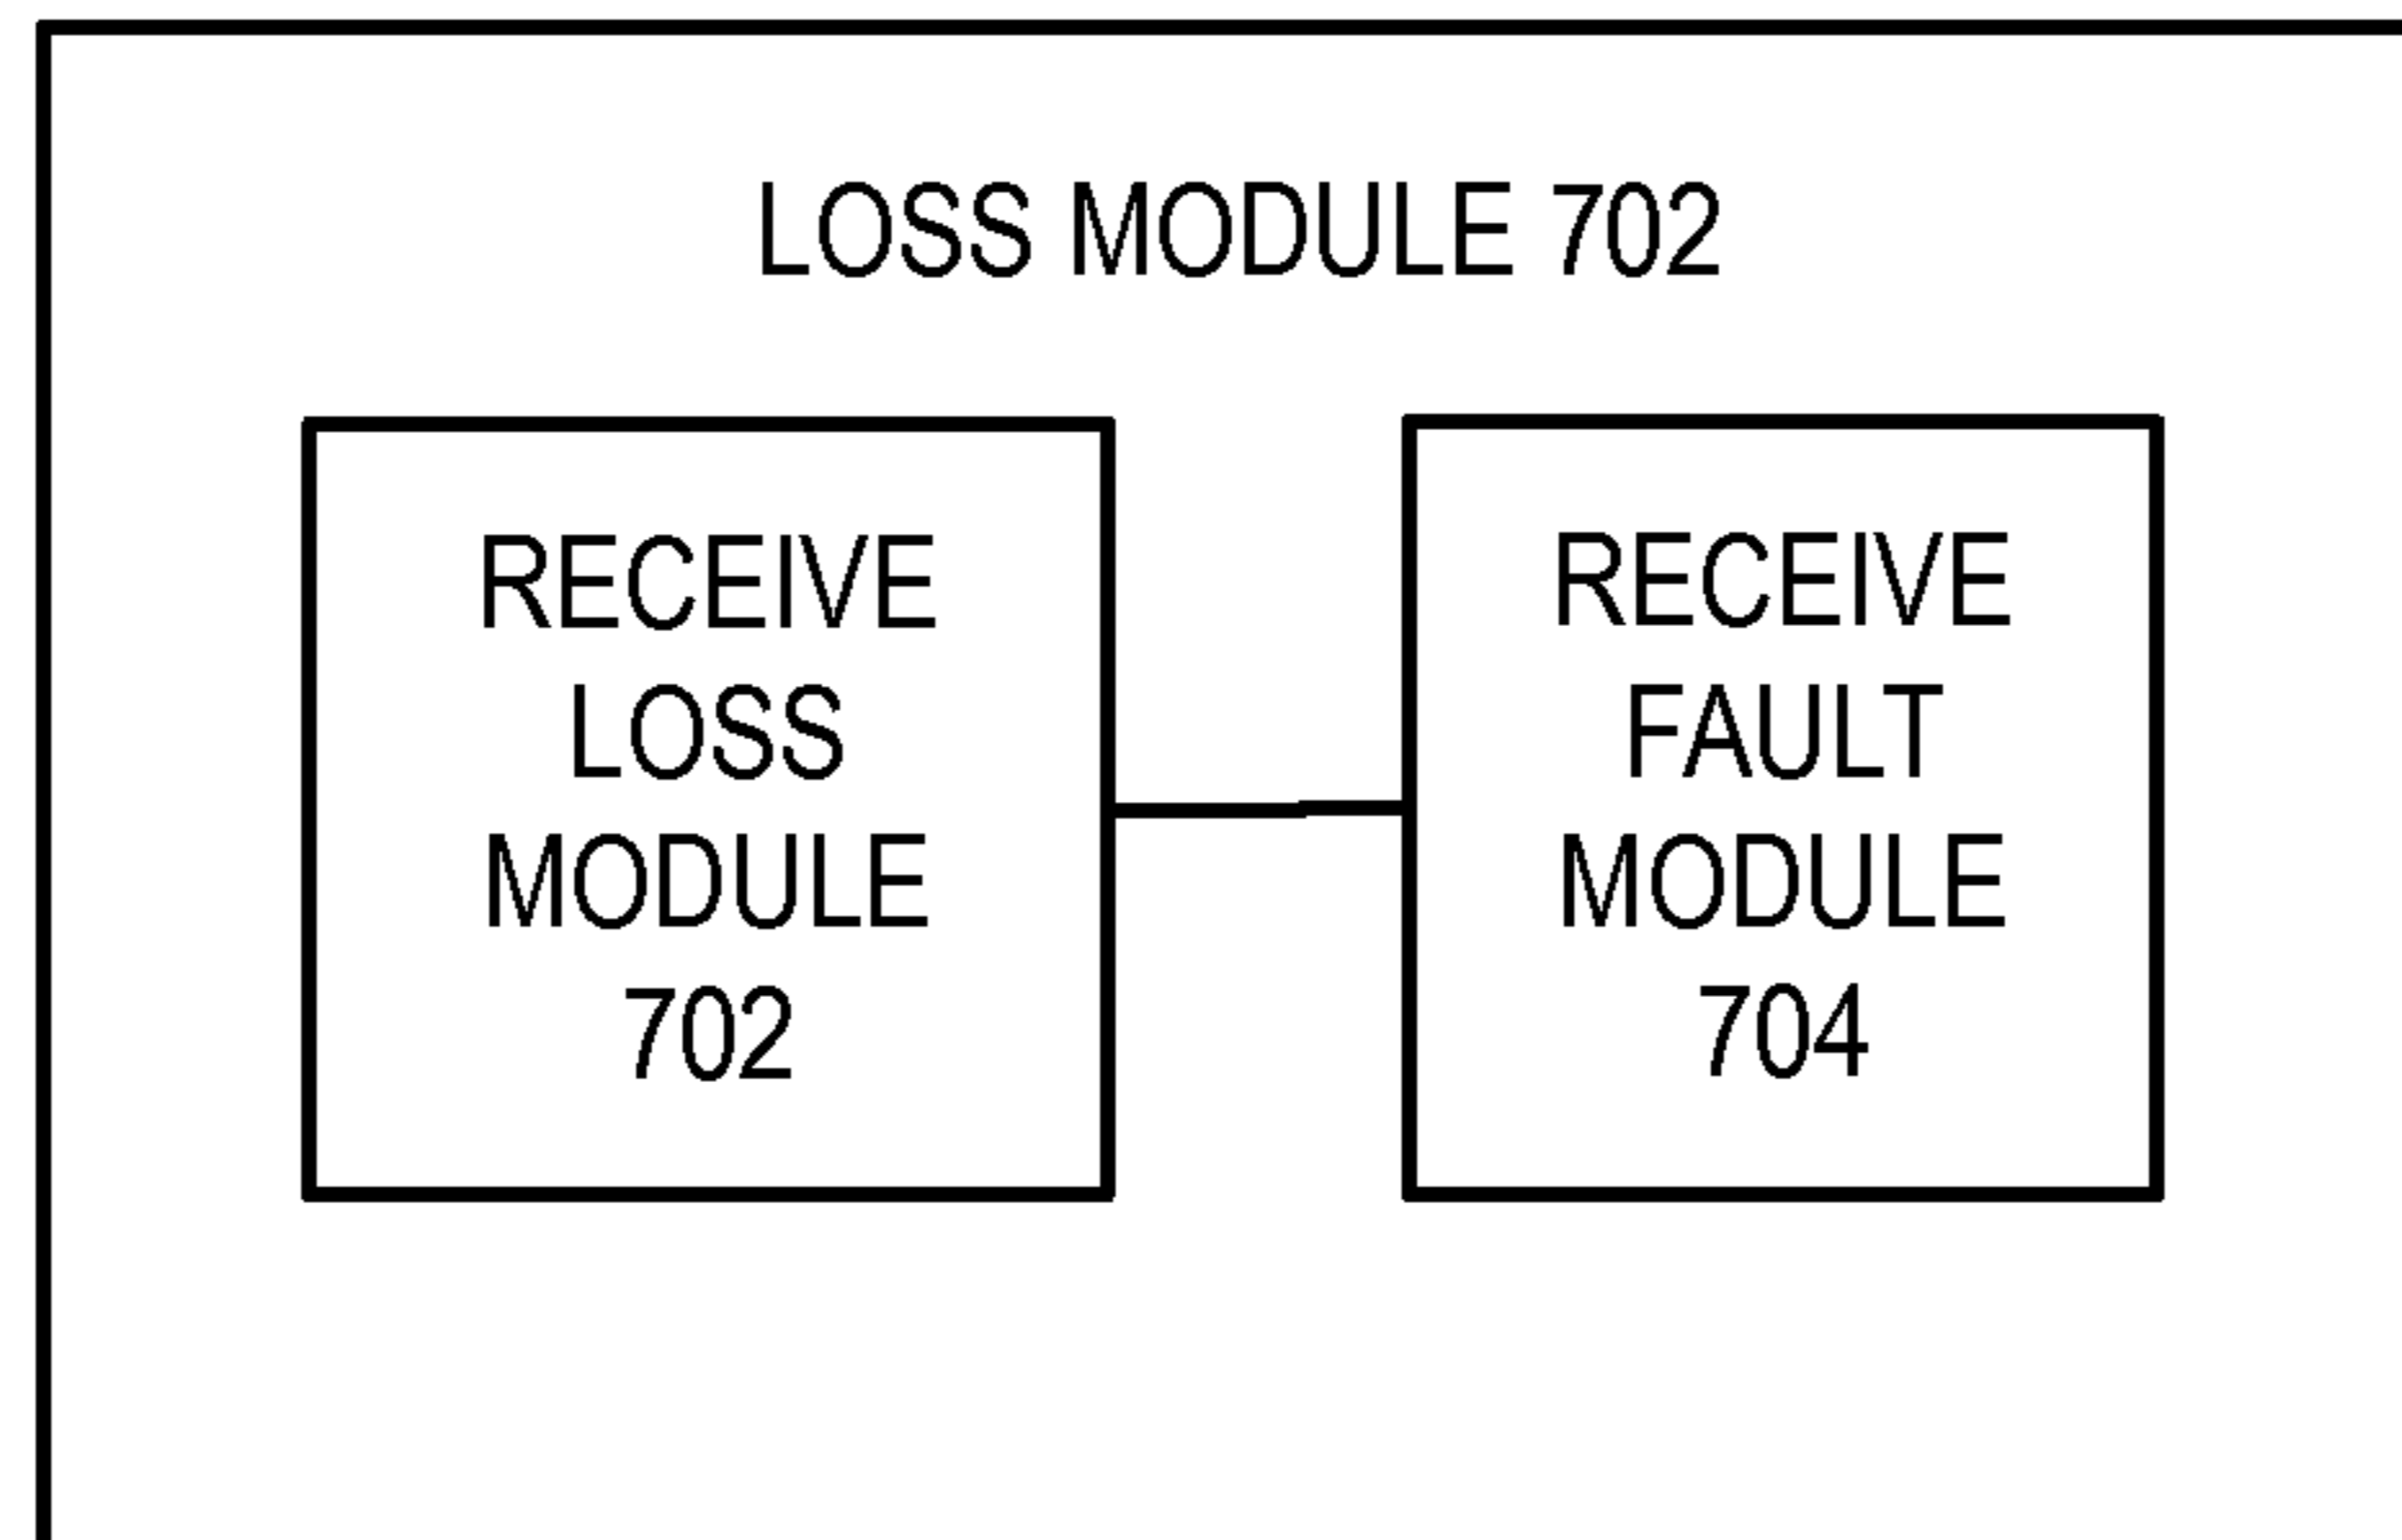 LOSS MODULE 702
RECEIVE
LOSS
MODULE
702
RECEIVE
FAULT
MODULE
704